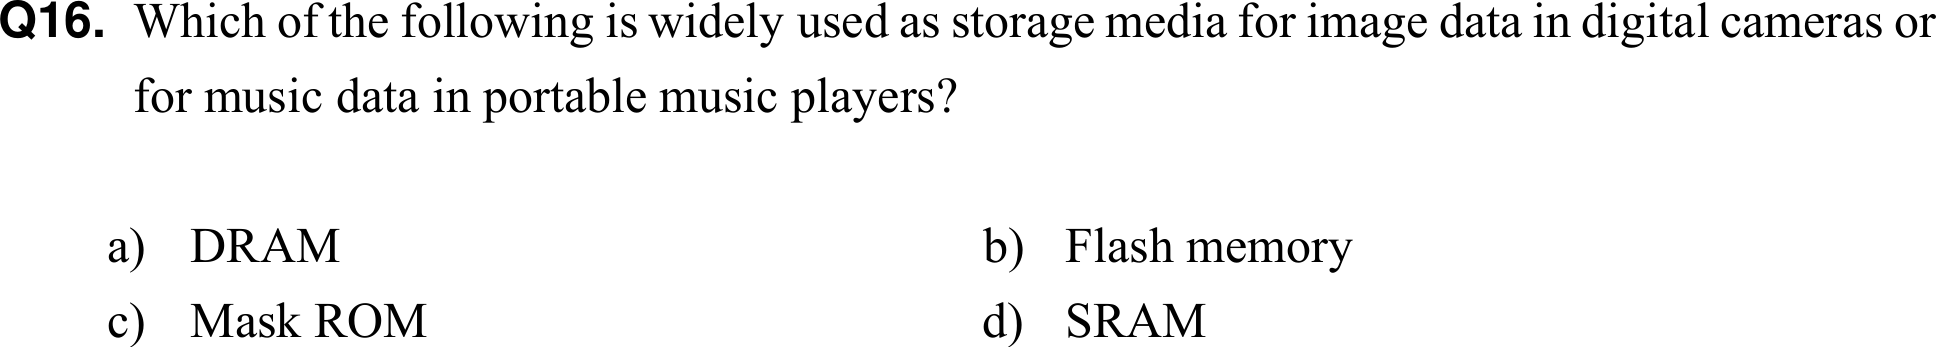 Q16. Which of the following is widely used as storage media for image data in digital cameras or
for music data in portable music players?
a) DRAM b) Flash memory
c) Mask ROM d) SRAM